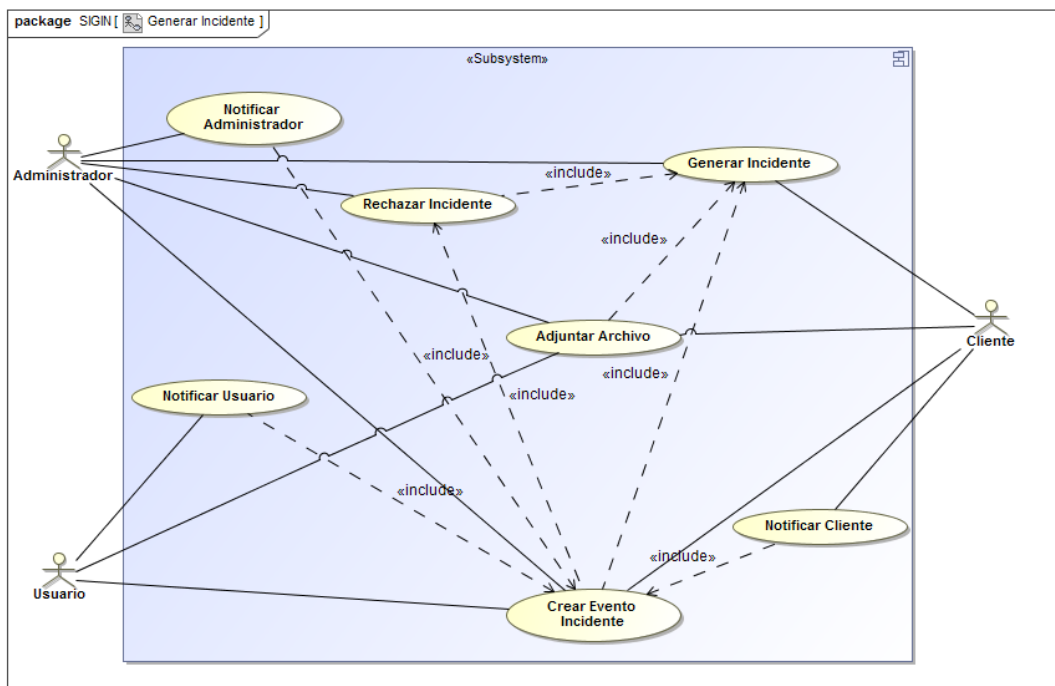 package SIGIN [ Generar Incidente ]
«Subsystem»
Notificar
Administrador
Administrador
Generar Incidente
«include»
Rechazar Incidente
«include»
Adjuntar Archivo
Cliente
«include»
«include»
Notificar Usuario
«include»
«include»
Notificar Cliente
«include»
Usuario
Crear Evento
Incidente